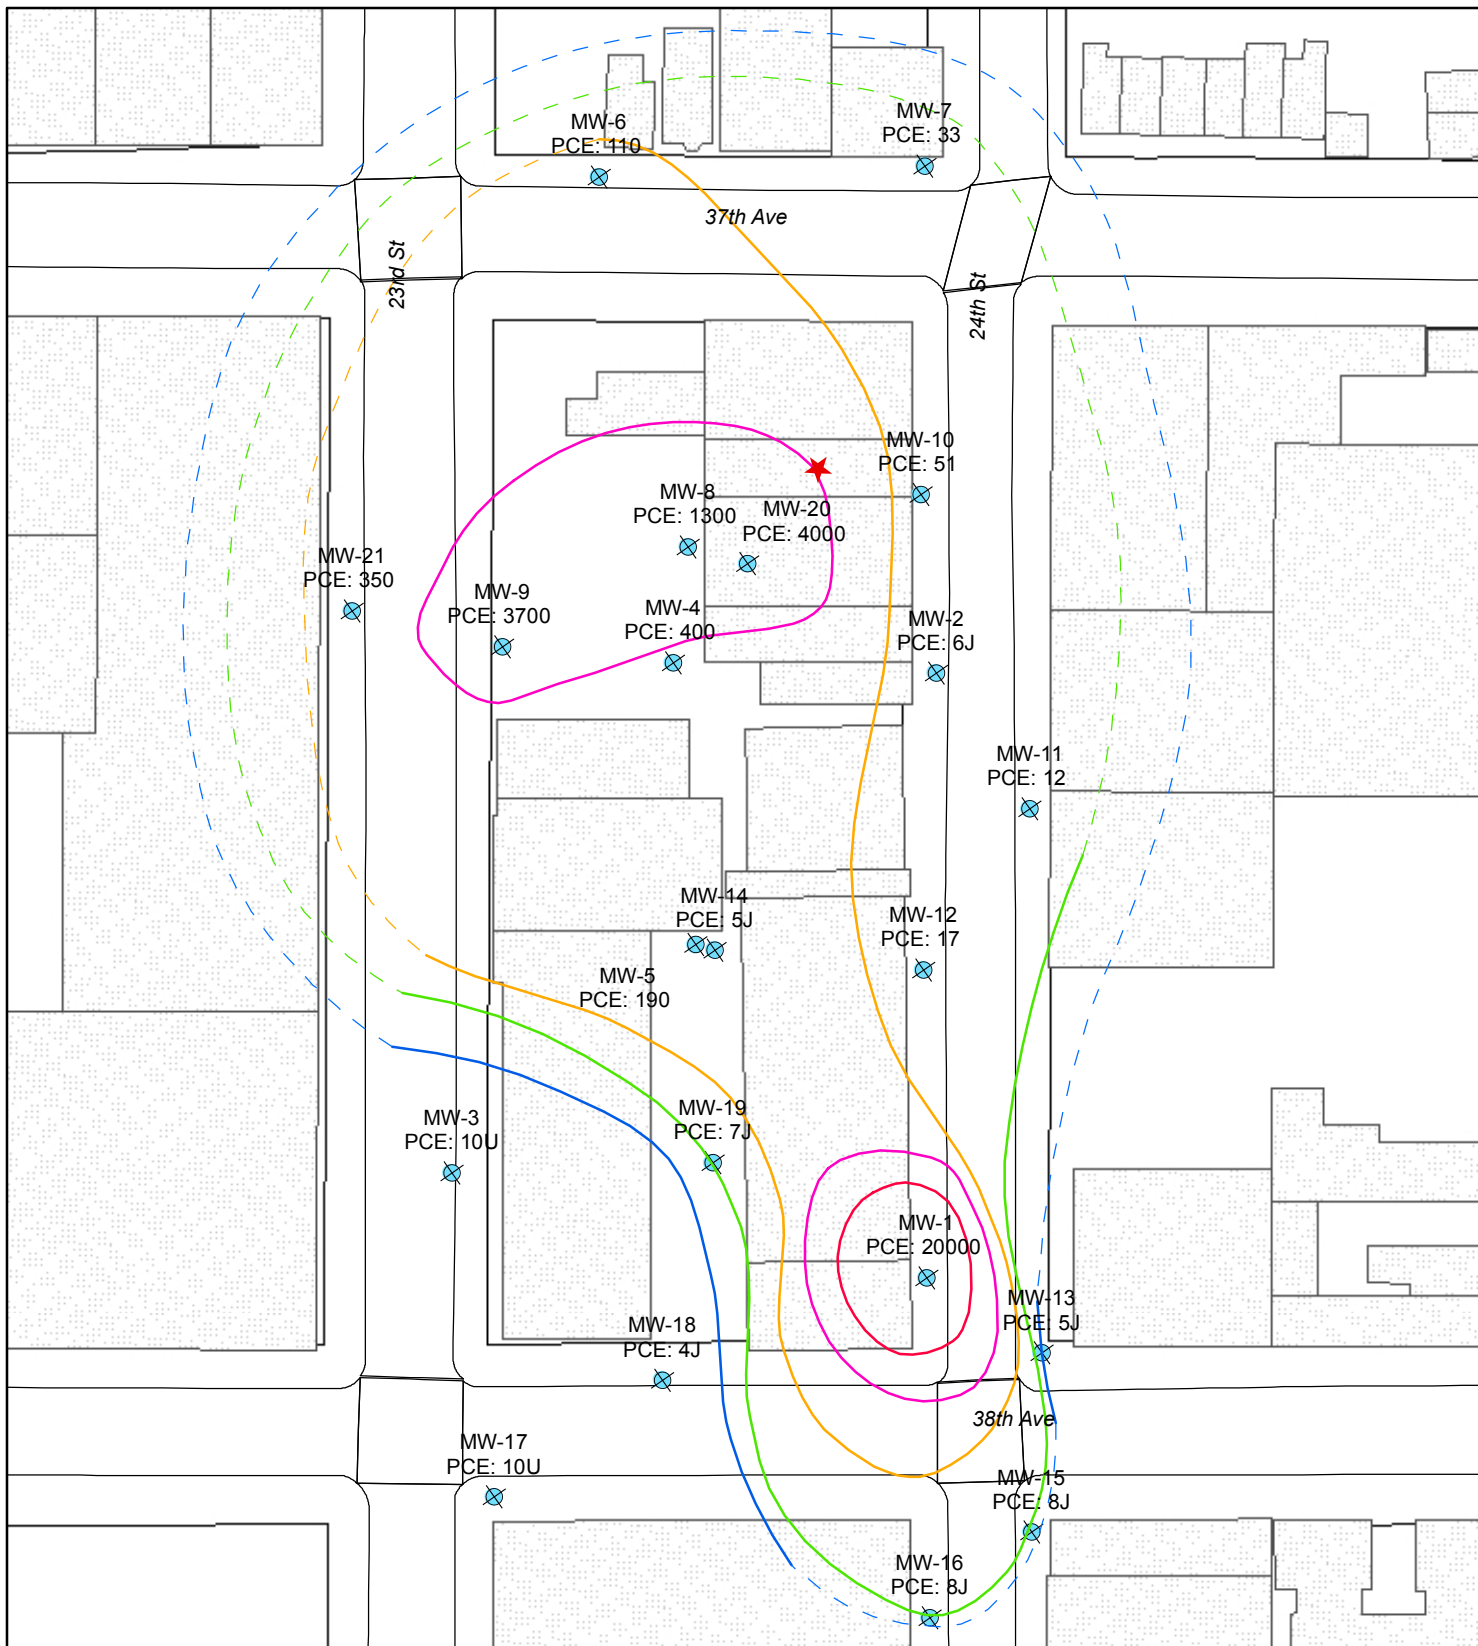 MW-7
PCE: 33
MW-6
PCE: 110
37th Ave
23rd St
24th St
MW-10
PCE: 51
MW-8
PCE: 1300
MW-20
PCE: 4000
MW-21
PCE: 350
MW-9
PCE: 3700
MW-4
PCE: 400
MW-2
PCE: 6J
MW-11
PCE: 12
MW-14
PCE: 5J
MW-12
PCE: 17
MW-5
PCE: 190
MW-19
PCE: 7J
MW-3
PCE: 10U
MW-1
PCE: 20000
MW-13
PCE: 5J
MW-18
PCE: 4J
38th Ave
MW-17
PCE: 10U
MW-15
PCE: 8J
MW-16
PCE: 8J